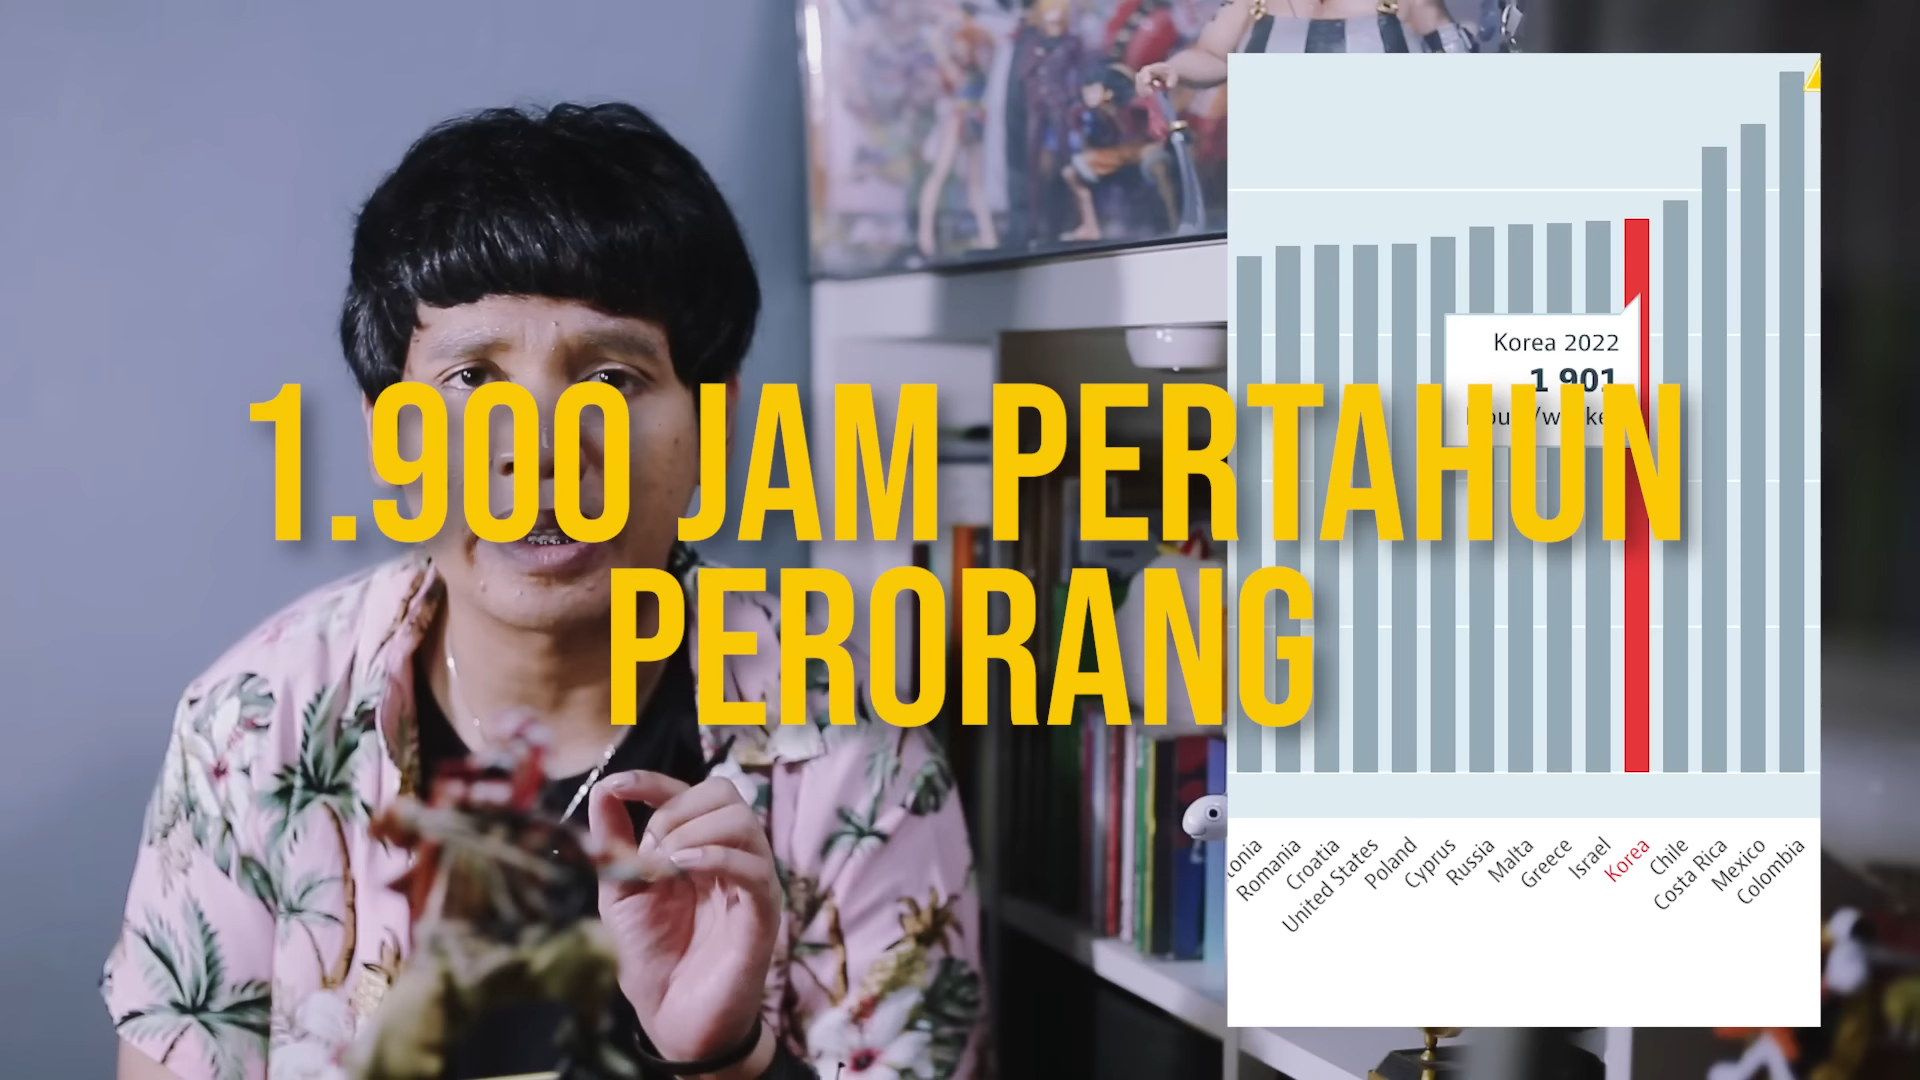 1.900 JAM PERTAHUN
PERORANG
Korea 2022
1 901
Romania
Croatia
United States
Poland
Cyprus
Russia
Malta
Greece
Israel
Korea
Chile
Costa Rica
Mexico
Colombia